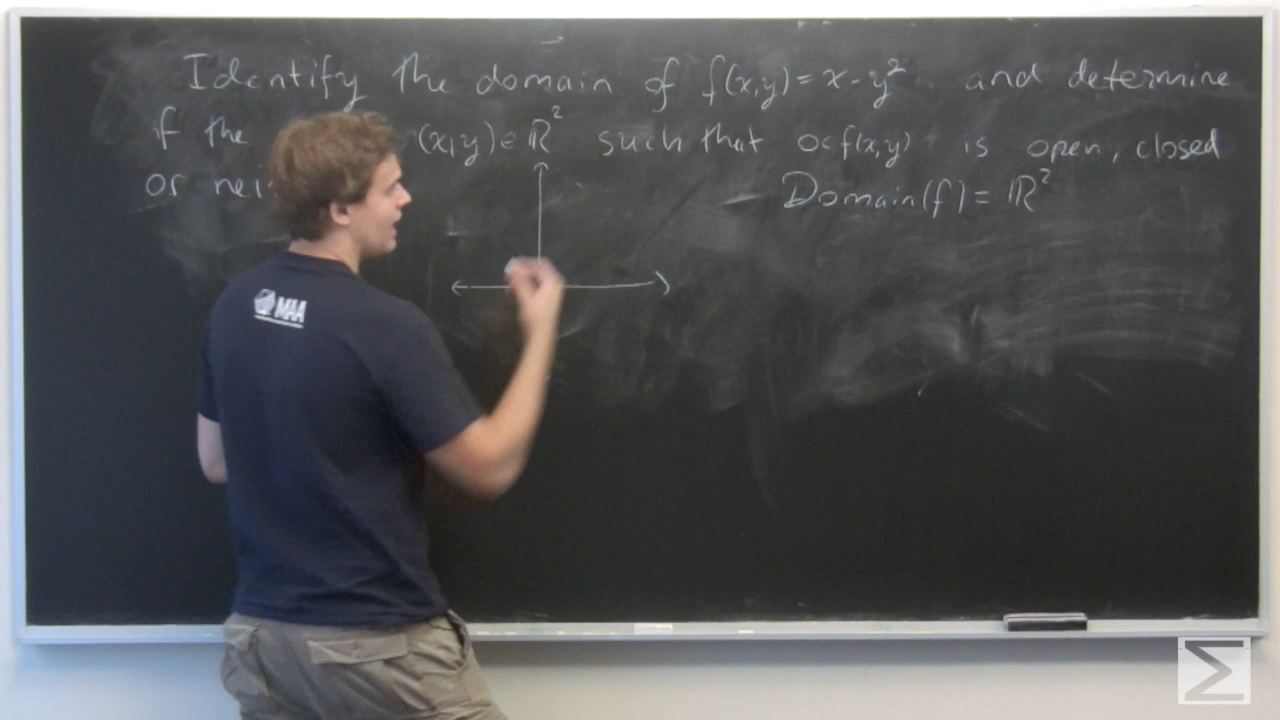 Identify the domain of f(x,y) = x - y² and determine
if the (x,y) ∈ ℝ² such that 0<f(x,y) is open, closed
or
Domain(f) = ℝ²
MAA
Σ